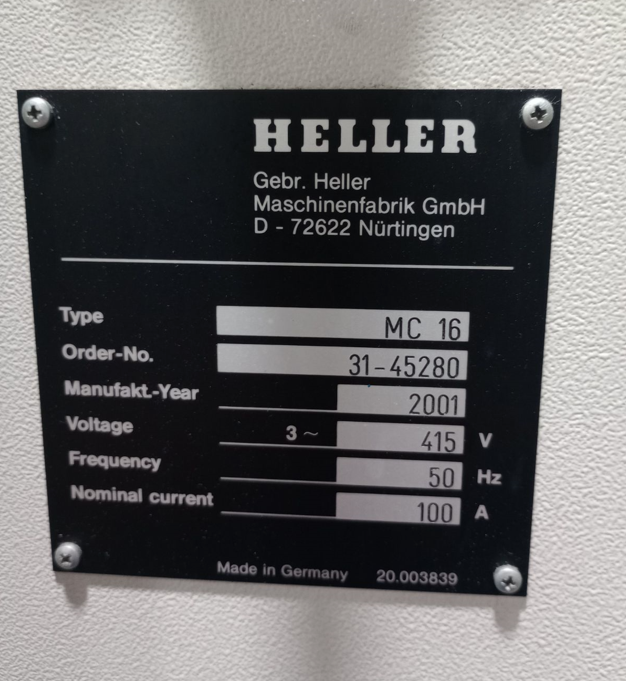 HELLER
Gebr. Heller
Maschinenfabrik GmbH
D - 72622 Nürtingen
Type MC 16
Order-No. 31-45280
Manufakt.-Year 2001
Voltage 3 ~ 415 V
Frequency 50 Hz
Nominal current 100 A
Made in Germany 20.003839